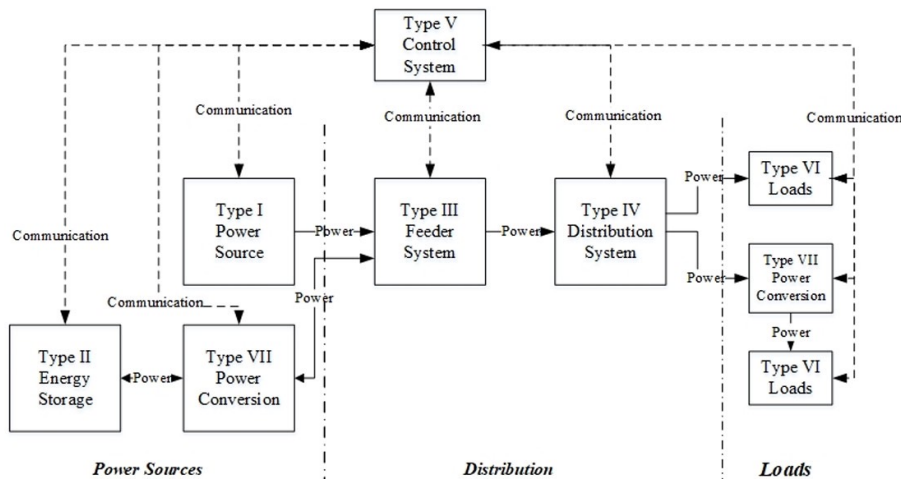 Type V
Control
System
Communication
Communication
Communication
Communication
Type I
Power
Source
Power
Type III
Feeder
System
Power
Type IV
Distribution
System
Power
Type VI
Loads
Communication
Power
Type VII
Power
Conversion
Communication
Power
Power
Type II
Energy
Storage
Power
Type VII
Power
Conversion
Type VI
Loads
Power Sources
Distribution
Loads